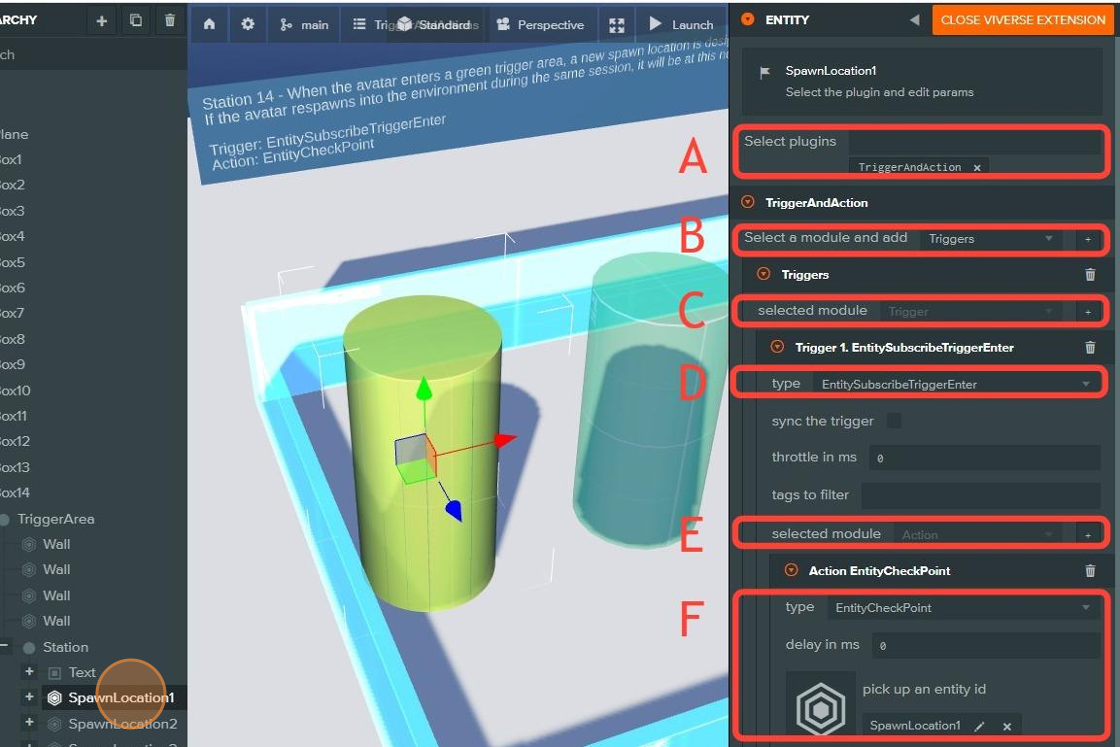 ARCHY
ch
lane
ox1
ox2
ox3
ox4
ox5
ox6
ox7
ox8
ox9
ox10
ox11
ox12
ox13
ox14
TriggerArea
Wall
Wall
Wall
Wall
Station
Text
SpawnLocation1
SpawnLocation2
main
Standard
Perspective
Launch
Station 14 - When the avatar enters a green trigger area, a new spawn location is desi
If the avatar respawns into the environment during the same session, it will be at this
Trigger: EntitySubscribeTriggerEnter
Action: EntityCheckPoint
A
B
C
D
E
F
ENTITY
CLOSE VIVERSE EXTENSION
SpawnLocation1
Select the plugin and edit params
Select plugins
TriggerAndAction ×
TriggerAndAction
Select a module and add Triggers +
Triggers
selected module Trigger +
Trigger 1. EntitySubscribeTriggerEnter
type EntitySubscribeTriggerEnter
sync the trigger
throttle in ms 0
tags to filter
selected module Action +
Action EntityCheckPoint
type EntityCheckPoint
delay in ms 0
pick up an entity id
SpawnLocation1 ×